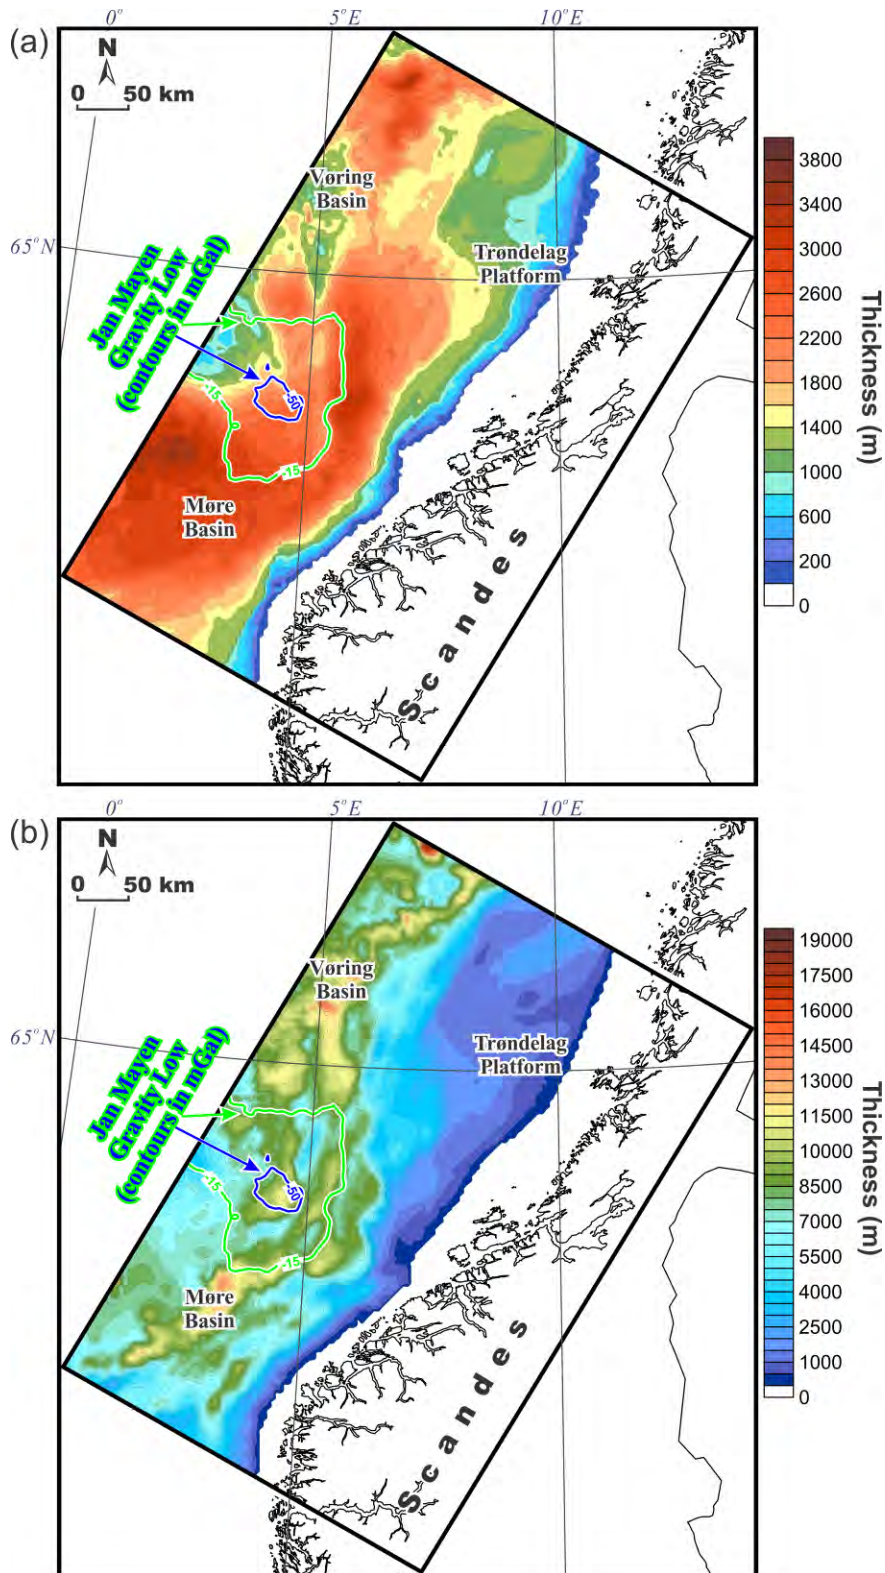 0° 5°E 10°E
(a)
N
0 50 km
3800
3400
3000
2600
2200
1800
1400
1000
600
200
0
Thickness (m)
Vøring
Basin
65°N
Trøndelag
Platform
Jan Mayen
Gravity Low
(contours in mGal)
-15
-50
-15
Møre
Basin
Scandes
0° 5°E 10°E
(b)
N
0 50 km
19000
17500
16000
14500
13000
11500
10000
8500
7000
5500
4000
2500
1000
0
Thickness (m)
Vøring
Basin
65°N
Trøndelag
Platform
Jan Mayen
Gravity Low
(contours in mGal)
-15
-50
-15
Møre
Basin
Scandes